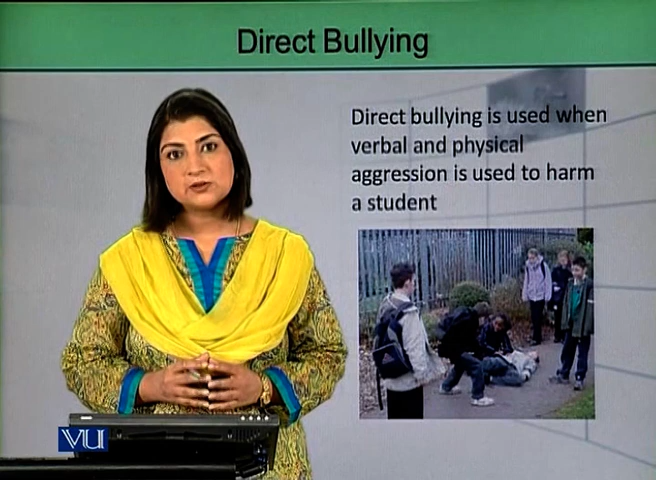 Direct Bullying
Direct bullying is used when
verbal and physical
aggression is used to harm
a student
VU